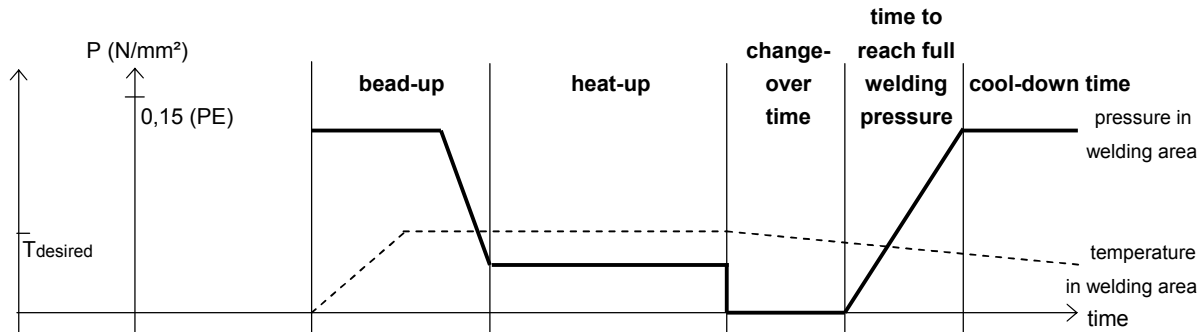 P (N/mm²)
0,15 (PE)
Tdesired
bead-up
heat-up
change-
over
time
time to
reach full
welding
pressure
cool-down time
pressure in
welding area
temperature
in welding area
time